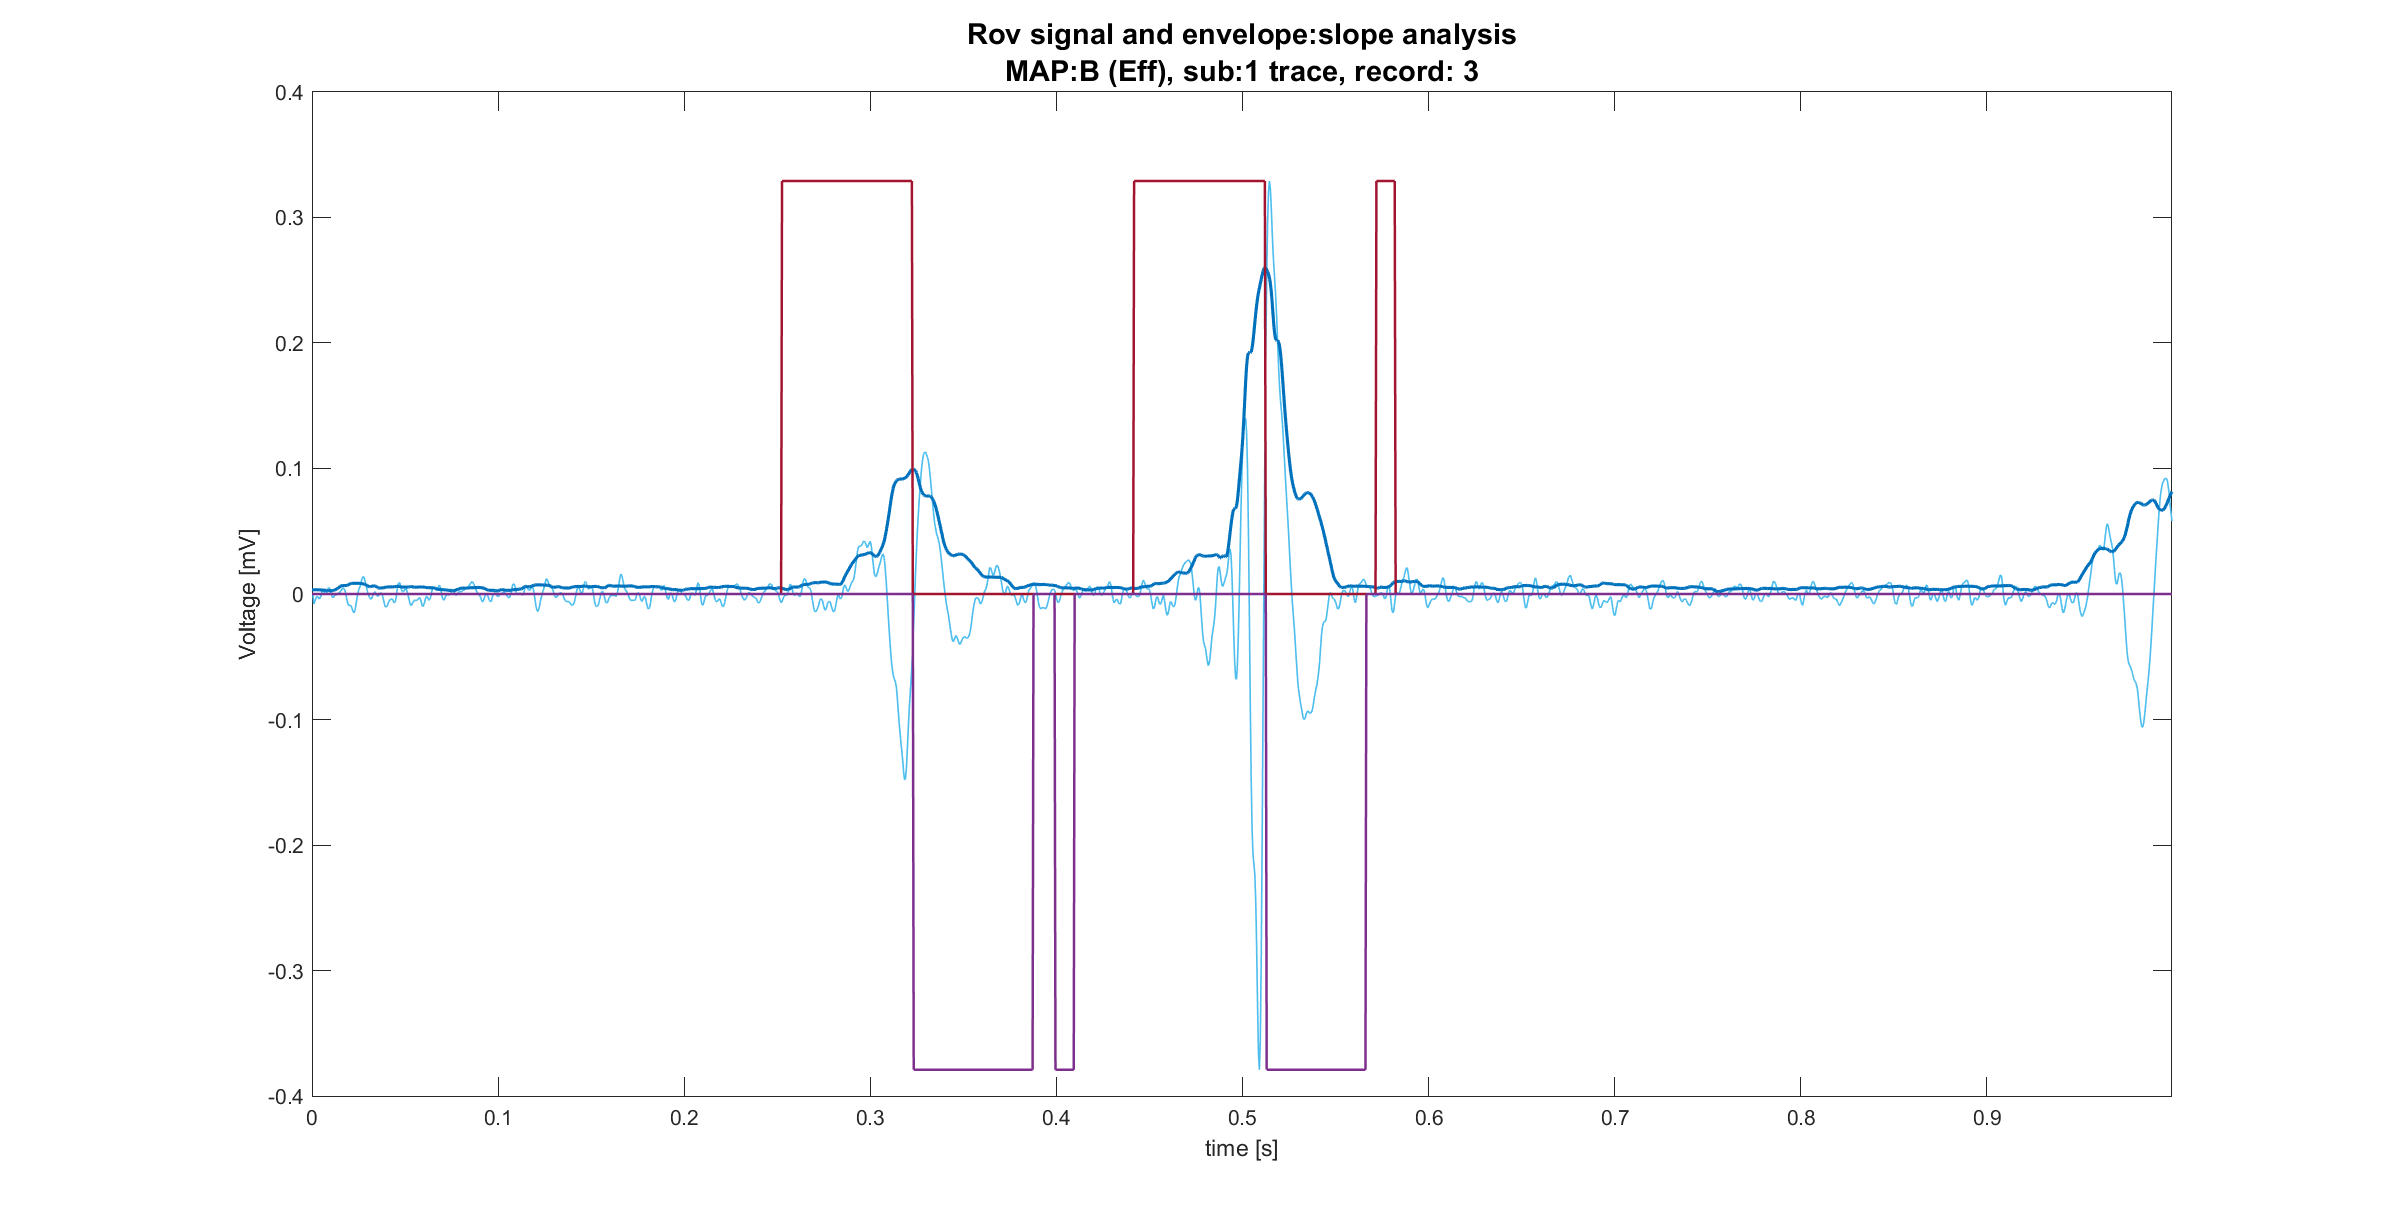 Rov signal and envelope:slope analysis
MAP:B (Eff), sub:1 trace, record: 3
0.4
0.3
0.2
0.1
0
-0.1
-0.2
-0.3
-0.4
Voltage [mV]
0 0.1 0.2 0.3 0.4 0.5 0.6 0.7 0.8 0.9
time [s]